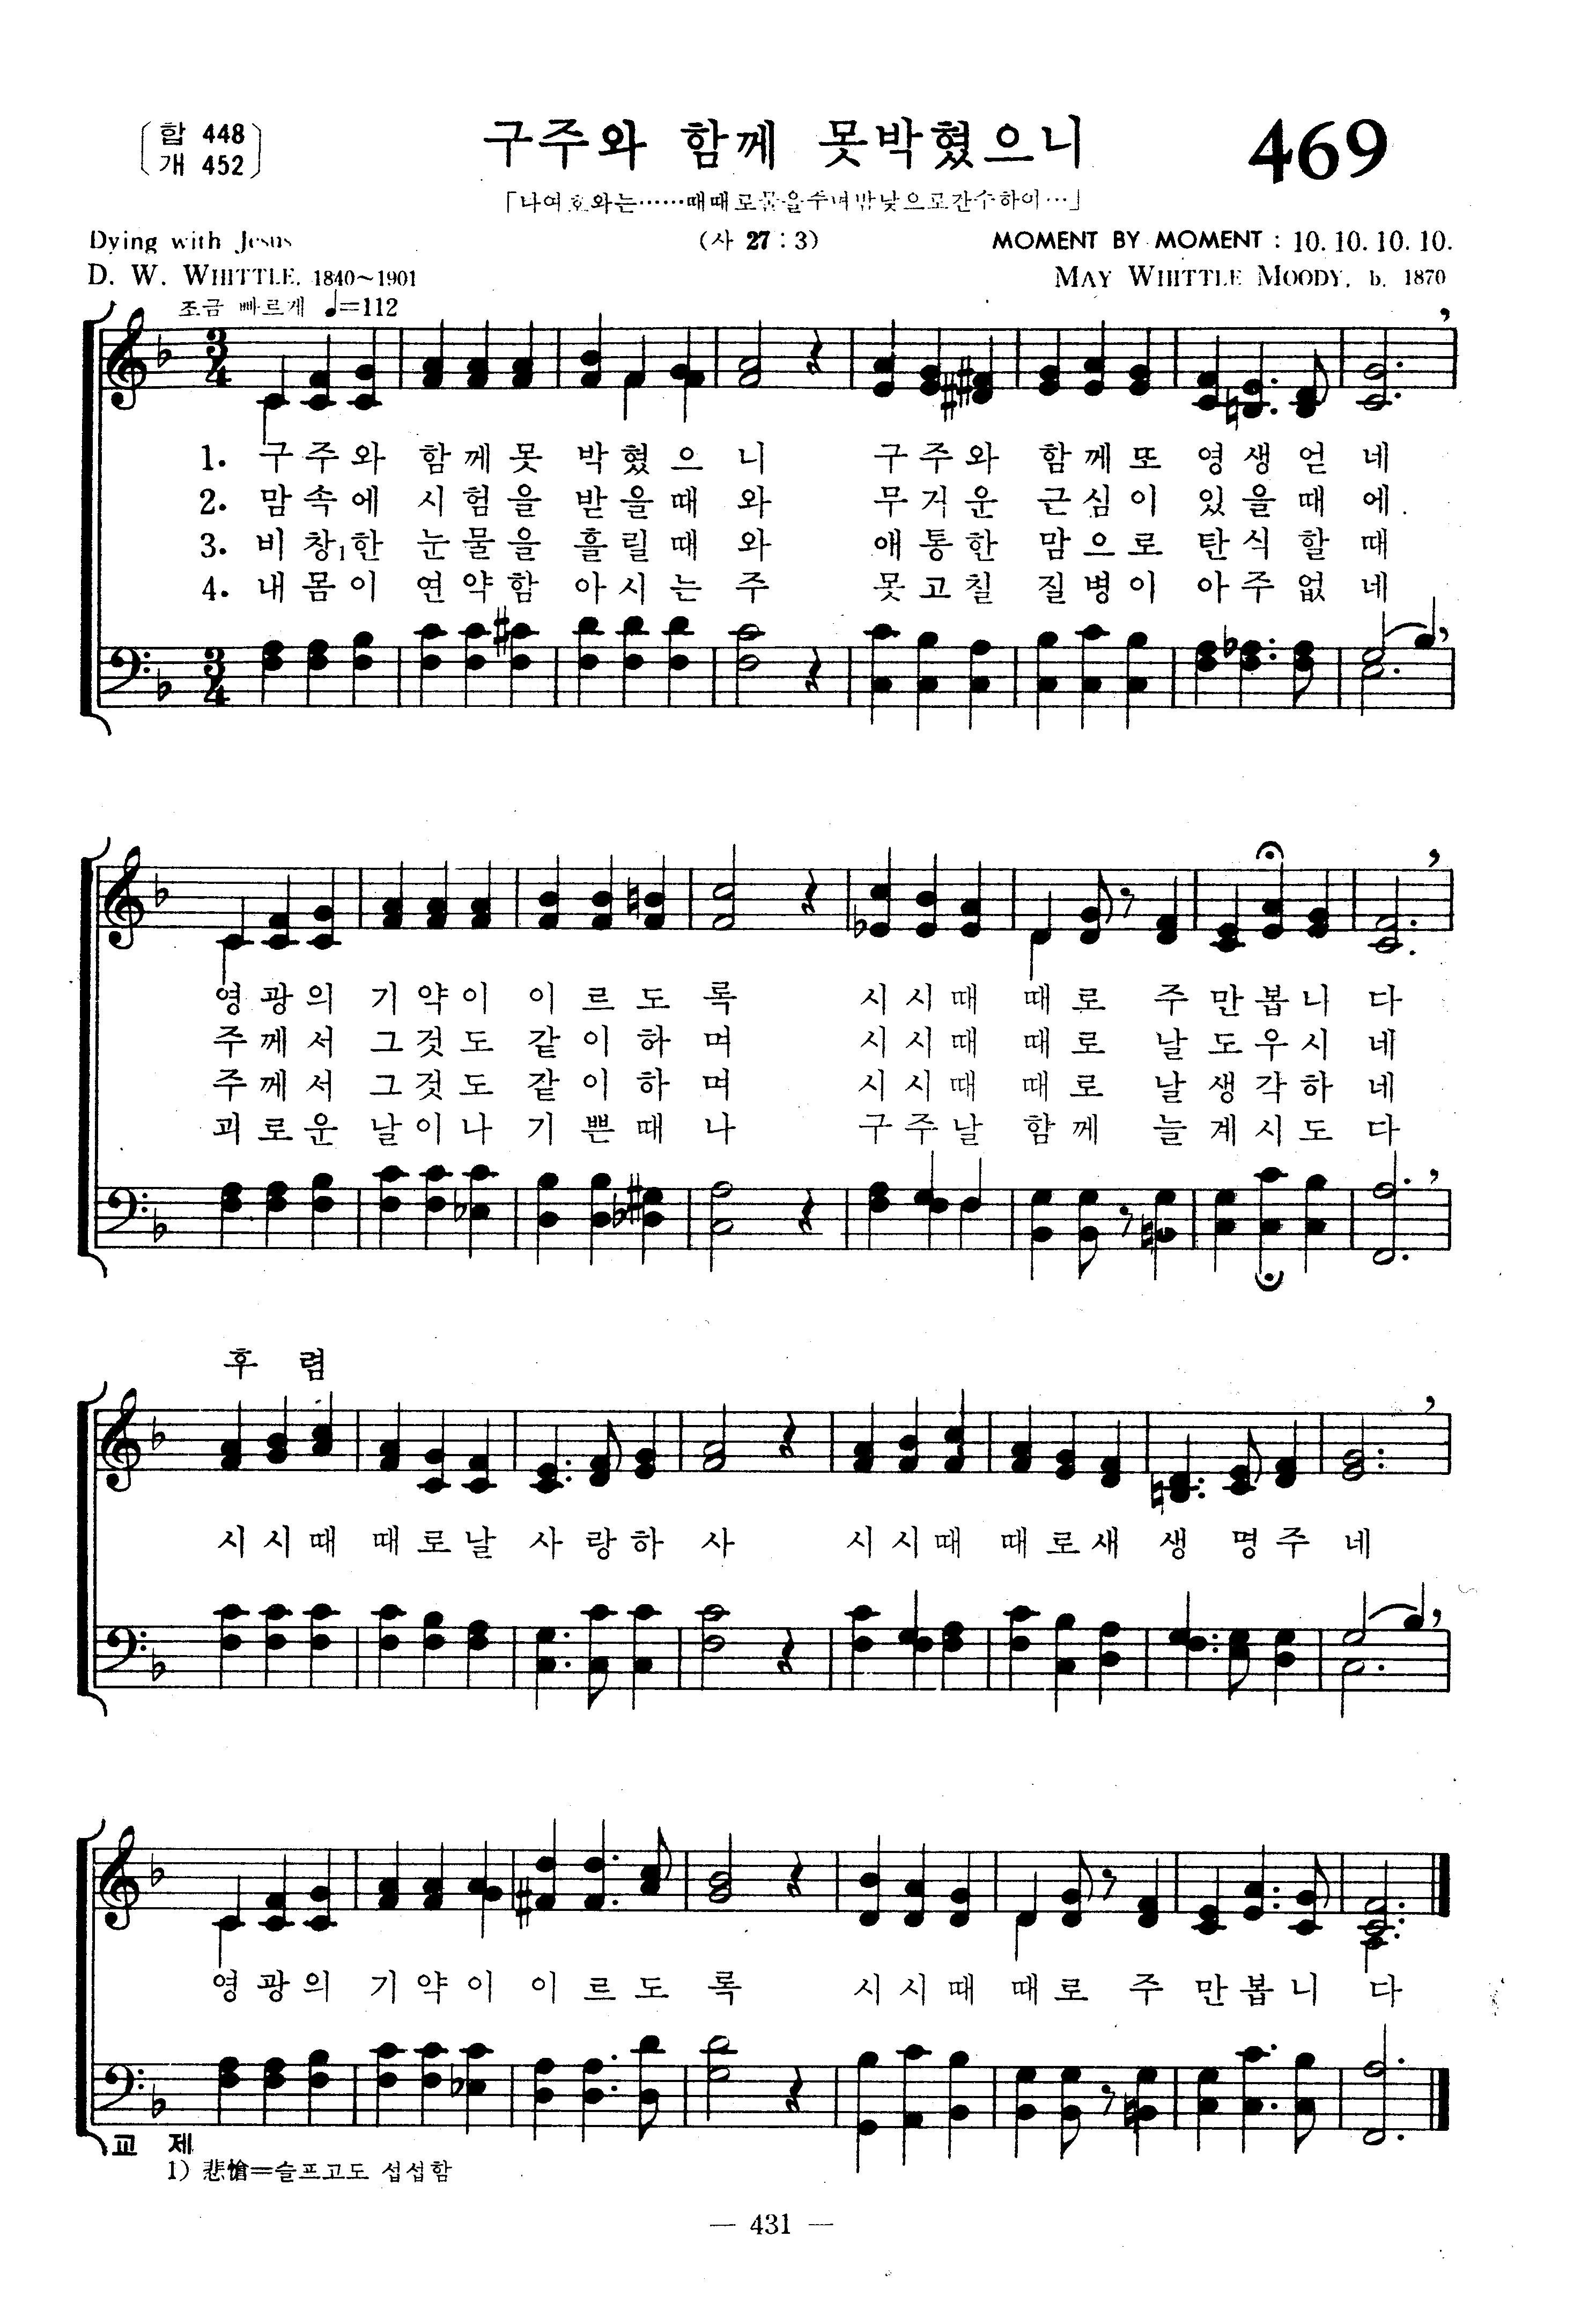 합 448
개 452
구주와 함께 못박혔으니
469
「나여호와는……때때로물을주며밤낮으로간수하여…」
Dying with Jesus
(사 27 : 3)
MOMENT BY MOMENT : 10. 10. 10. 10.
D. W. WHITTLE, 1840~1901
MAY WHITTLE MOODY, b. 1870
조금 빠르게 ♩=112
1. 구주와 함께못 박혔으니 구주와 함께또 영생얻네
2. 맘속에 시험을 받을때와 무거운 근심이 있을때에
3. 비창1한 눈물을 흘릴때와 애통한 맘으로 탄식할때
4. 내몸이 연약함 아시는주 못고칠 질병이 아주없네
영광의 기약이 이르도록 시시때 때로 주 만봅니다
주께서 그것도 같이하며 시시때 때로 날 도우시네
주께서 그것도 같이하며 시시때 때로 날 생각하네
괴로운 날이나 기쁜때나 구주날 함께 늘 계시도다
후 렴
시시때 때로날 사랑하사 시시때 때로새 생명주네
영광의 기약이 이르도록 시시때 때로 주 만봅니다
교 제
1) 悲愴=슬프고도 섭섭함
— 431 —